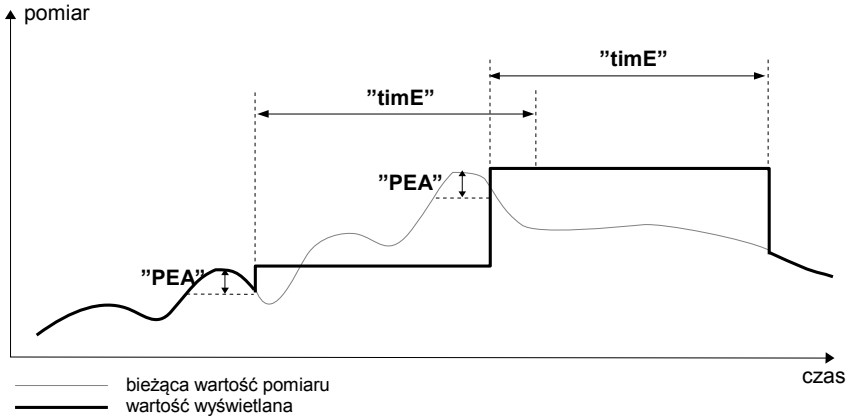 pomiar
”timE”
”timE”
”PEA”
”PEA”
czas
bieżąca wartość pomiaru
wartość wyświetlana